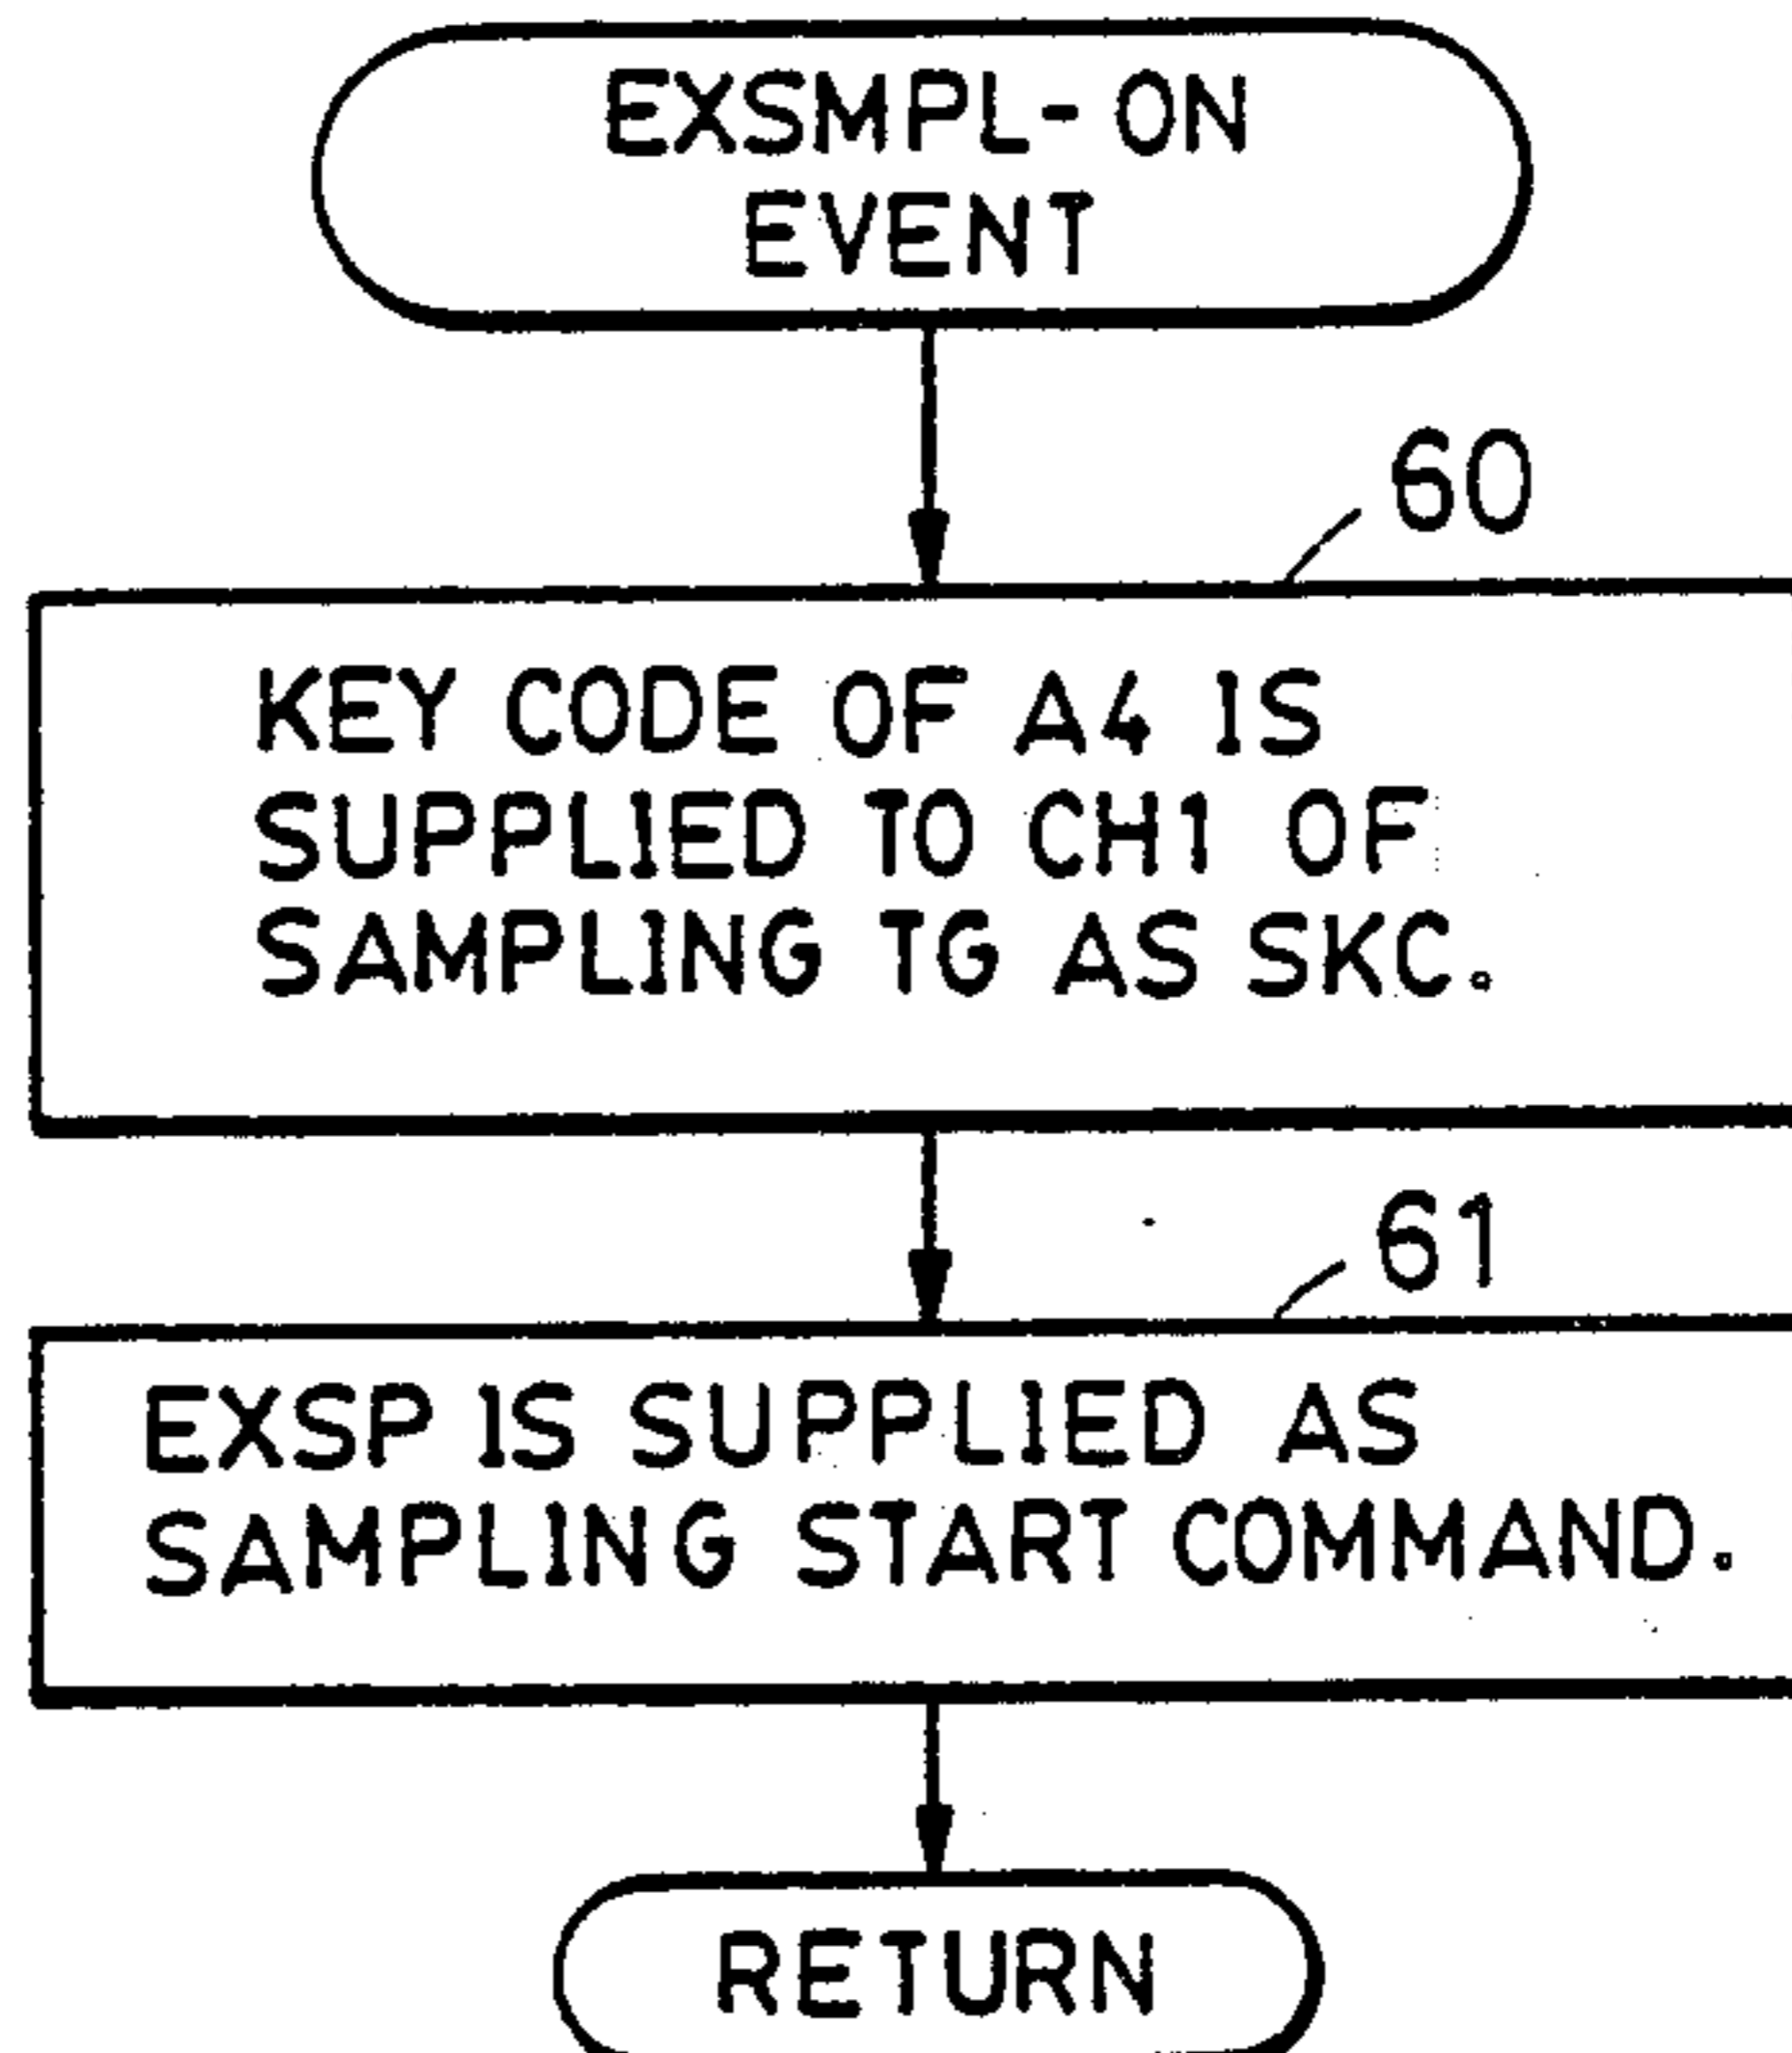 EXSMPL-ON
EVENT
60
KEY CODE OF A4 IS
SUPPLIED TO CH1 OF
SAMPLING TG AS SKC.
61
EXSP IS SUPPLIED AS
SAMPLING START COMMAND.
RETURN